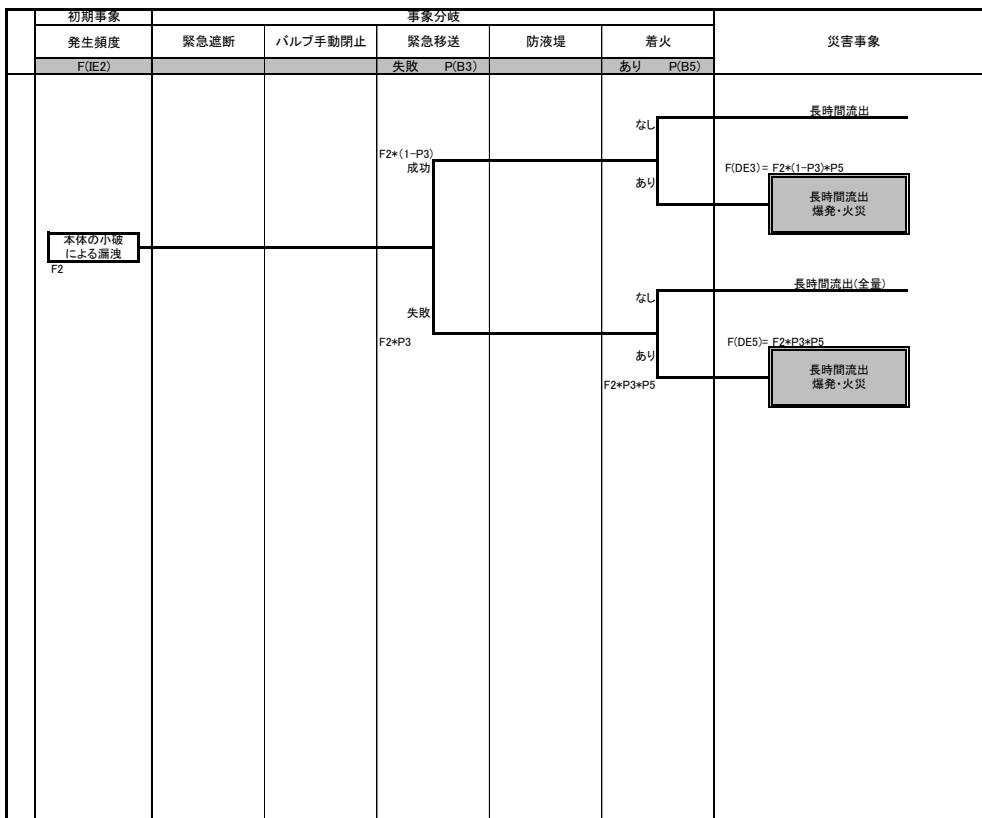 初期事象
事象分岐
発生頻度
緊急遮断
バルブ手動閉止
緊急移送
防液堤
着火
災害事象
F(IE2)
失敗 P(B3)
あり P(B5)
長時間流出
なし
F2*(1-P3)
成功
F(DE3)= F2*(1-P3)*P5
あり
長時間流出
爆発・火災
本体の小破
による漏洩
F2
長時間流出(全量)
なし
失敗
F2*P3
F(DE5)= F2*P3*P5
あり
長時間流出
爆発・火災
F2*P3*P5